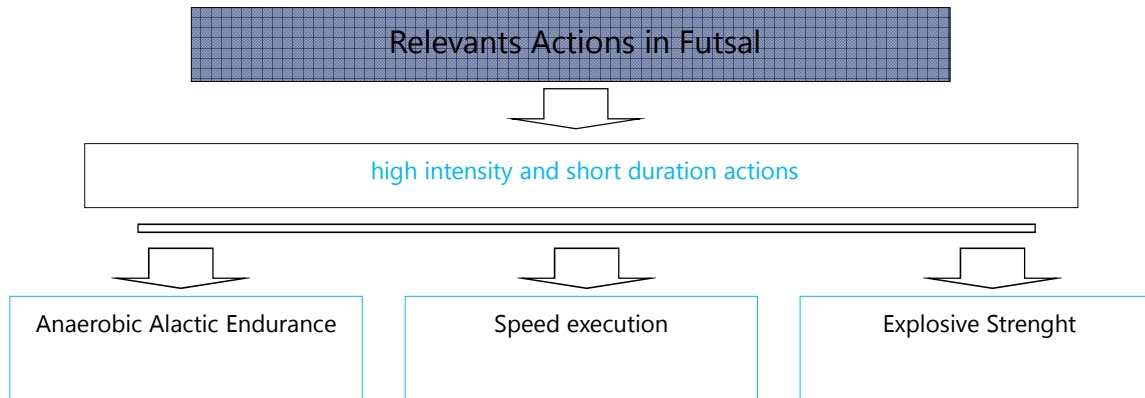 Relevants Actions in Futsal
high intensity and short duration actions
Anaerobic Alactic Endurance
Speed execution
Explosive Strenght